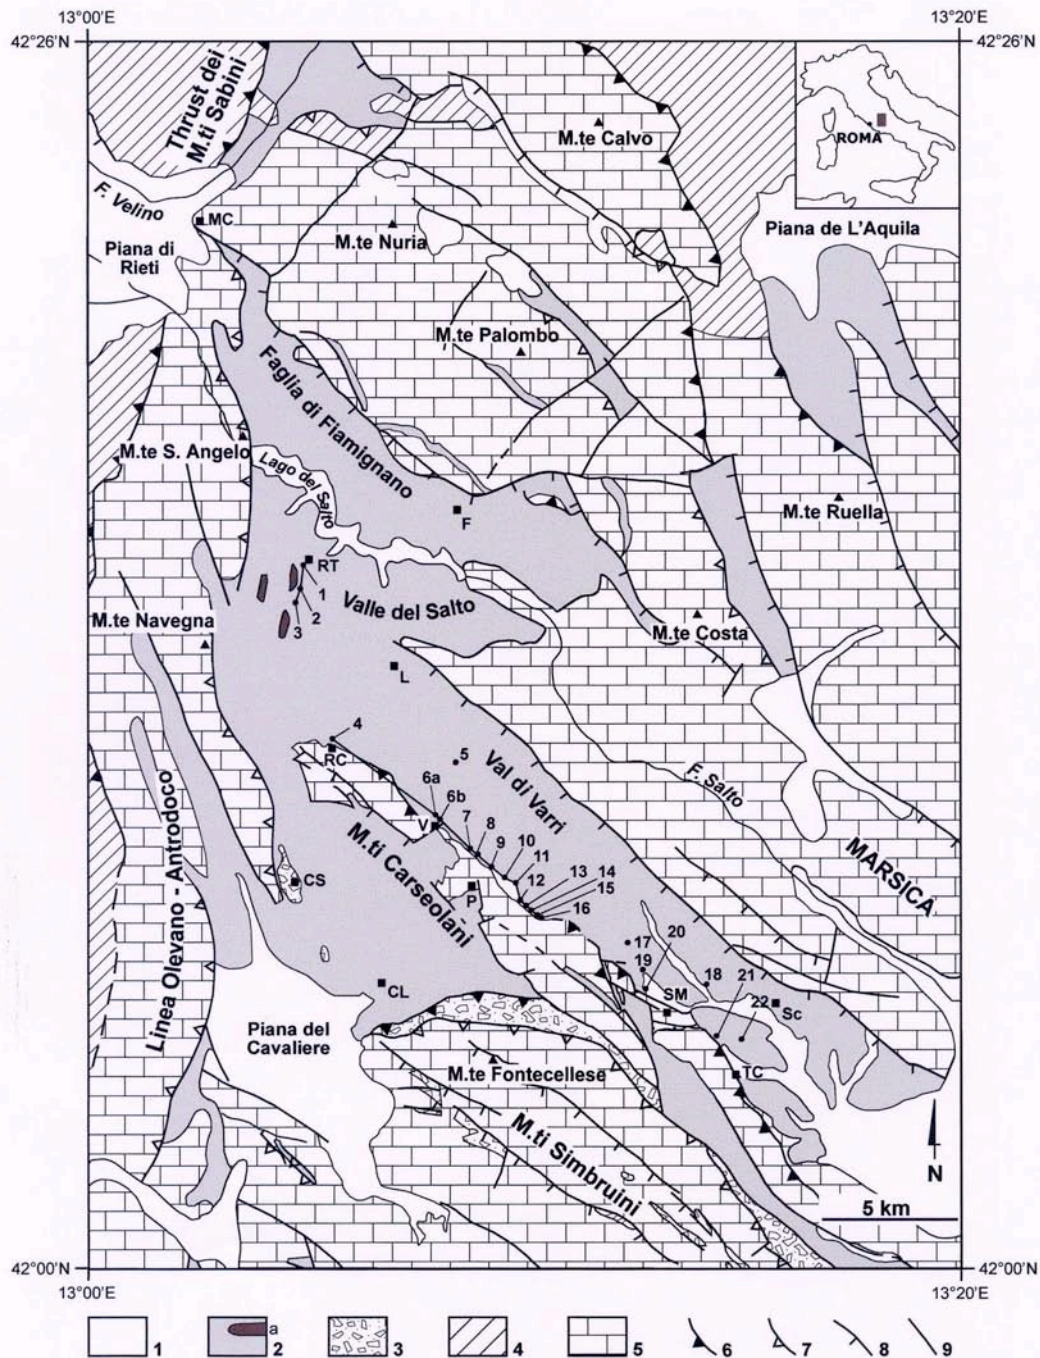 13°00'E
13°20'E
42°26'N
42°26'N
Thrust dei
M.ti Sabini
M.te Calvo
ROMA
F. Velino
MC
Piana di
Rieti
M.te Nuria
Piana de L'Aquila
M.te Palombo
Faglia di Fiamignano
M.te S. Angelo
Lago del Salto
M.te Ruella
F
RT
1
2
3
Valle del Salto
M.te Navegna
M.te Costa
L
4
RC
5
Val di Varri
F. Salto
6a
6b
V
7
8
9
10
11
12
13
14
15
16
P
M.ti Carseolani
CS
MARSICA
Linea Olevano - Antrodoco
17
19
20
18
21
22
SM
Sc
CL
Piana del
Cavaliere
M.te Fontecellese
TC
M.ti Simbruini
N
5 km
42°00'N
42°00'N
13°00'E
13°20'E
1
a
2
3
4
5
6
7
8
9